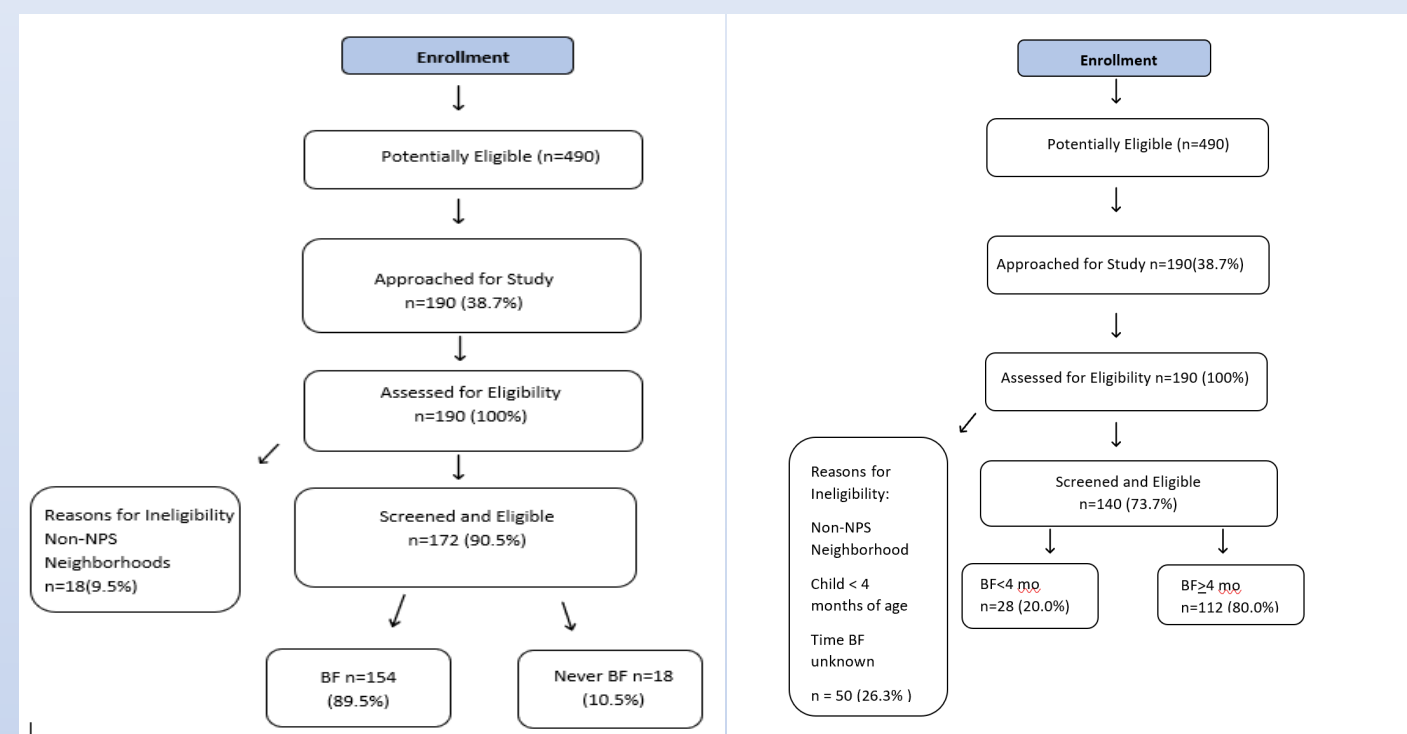 Enrollment
Potentially Eligible (n=490)
Approached for Study
n=190 (38.7%)
Assessed for Eligibility
n=190 (100%)
Reasons for Ineligibility
Non-NPS
Neighborhoods
n=18(9.5%)
Screened and Eligible
n=172 (90.5%)
BF n=154
(89.5%)
Never BF n=18
(10.5%)
Enrollment
Potentially Eligible (n=490)
Approached for Study n=190(38.7%)
Assessed for Eligibility n=190 (100%)
Reasons for
Ineligibility:
Non-NPS
Neighborhood
Child < 4
months of age
Time BF
unknown
n = 50 (26.3% )
Screened and Eligible
n=140 (73.7%)
BF<4 mo
n=28 (20.0%)
BF≥4 mo
n=112 (80.0%)